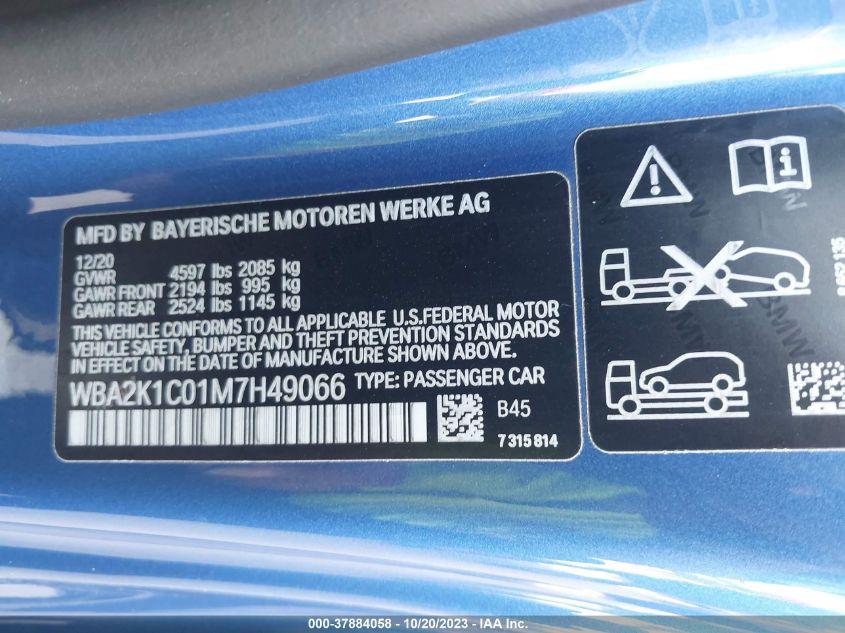 MFD BY BAYERISCHE MOTOREN WERKE AG
12/20
GVWR 4597 lbs 2085 kg
GAWR FRONT 2194 lbs 995 kg
GAWR REAR 2524 lbs 1145 kg
THIS VEHICLE CONFORMS TO ALL APPLICABLE U.S.FEDERAL MOTOR
VEHICLE SAFETY, BUMPER AND THEFT PREVENTION STANDARDS
IN EFFECT ON THE DATE OF MANUFACTURE SHOWN ABOVE.
WBA2K1C01M7H49066 TYPE: PASSENGER CAR
B45
7315814
BMW
000-37884058 - 10/20/2023 - IAA Inc.